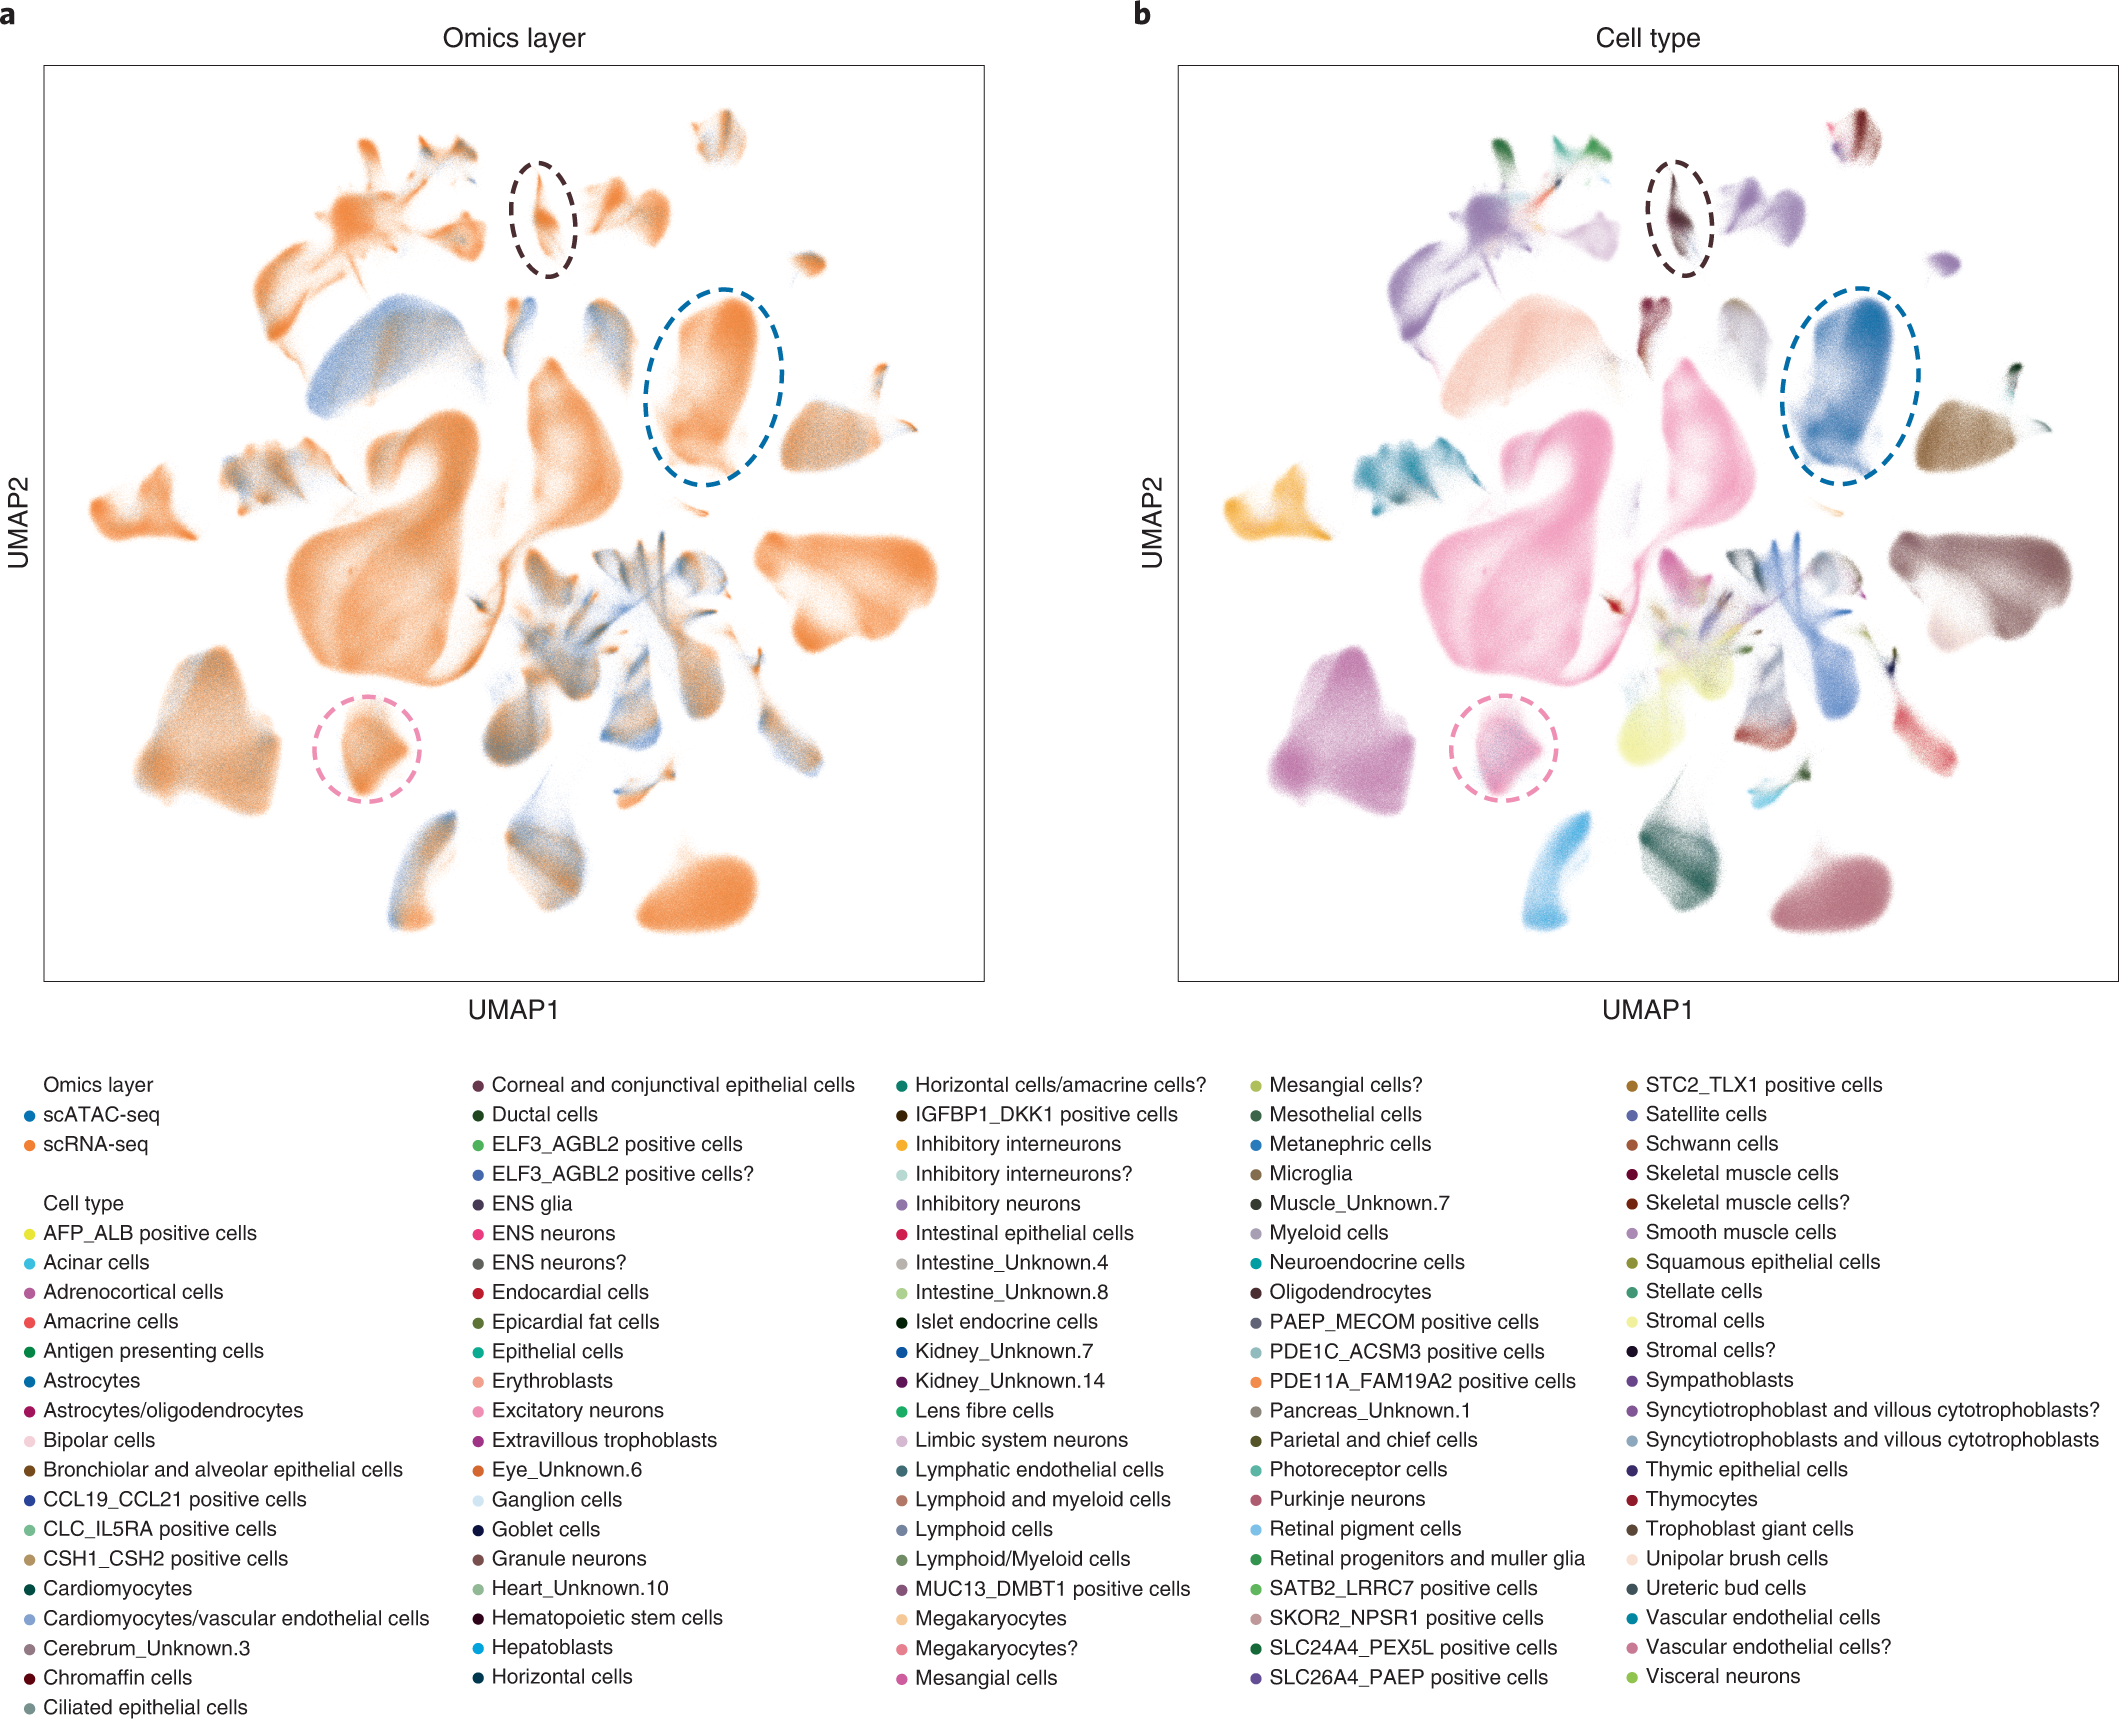 a
b
Omics layer
Cell type
UMAP2
UMAP2
UMAP1
UMAP1
Omics layer
scATAC-seq
scRNA-seq
Cell type
AFP_ALB positive cells
Acinar cells
Adrenocortical cells
Amacrine cells
Antigen presenting cells
Astrocytes
Astrocytes/oligodendrocytes
Bipolar cells
Bronchiolar and alveolar epithelial cells
CCL19_CCL21 positive cells
CLC_IL5RA positive cells
CSH1_CSH2 positive cells
Cardiomyocytes
Cardiomyocytes/vascular endothelial cells
Cerebrum_Unknown.3
Chromaffin cells
Ciliated epithelial cells
Corneal and conjunctival epithelial cells
Ductal cells
ELF3_AGBL2 positive cells
ELF3_AGBL2 positive cells?
ENS glia
ENS neurons
ENS neurons?
Endocardial cells
Epicardial fat cells
Epithelial cells
Erythroblasts
Excitatory neurons
Extravillous trophoblasts
Eye_Unknown.6
Ganglion cells
Goblet cells
Granule neurons
Heart_Unknown.10
Hematopoietic stem cells
Hepatoblasts
Horizontal cells
Horizontal cells/amacrine cells?
IGFBP1_DKK1 positive cells
Inhibitory interneurons
Inhibitory interneurons?
Inhibitory neurons
Intestinal epithelial cells
Intestine_Unknown.4
Intestine_Unknown.8
Islet endocrine cells
Kidney_Unknown.7
Kidney_Unknown.14
Lens fibre cells
Limbic system neurons
Lymphatic endothelial cells
Lymphoid and myeloid cells
Lymphoid cells
Lymphoid/Myeloid cells
MUC13_DMBT1 positive cells
Megakaryocytes
Megakaryocytes?
Mesangial cells
Mesangial cells?
Mesothelial cells
Metanephric cells
Microglia
Muscle_Unknown.7
Myeloid cells
Neuroendocrine cells
Oligodendrocytes
PAEP_MECOM positive cells
PDE1C_ACSM3 positive cells
PDE11A_FAM19A2 positive cells
Pancreas_Unknown.1
Parietal and chief cells
Photoreceptor cells
Purkinje neurons
Retinal pigment cells
Retinal progenitors and muller glia
SATB2_LRRC7 positive cells
SKOR2_NPSR1 positive cells
SLC24A4_PEX5L positive cells
SLC26A4_PAEP positive cells
STC2_TLX1 positive cells
Satellite cells
Schwann cells
Skeletal muscle cells
Skeletal muscle cells?
Smooth muscle cells
Squamous epithelial cells
Stellate cells
Stromal cells
Stromal cells?
Sympathoblasts
Syncytiotrophoblast and villous cytotrophoblasts?
Syncytiotrophoblasts and villous cytotrophoblasts
Thymic epithelial cells
Thymocytes
Trophoblast giant cells
Unipolar brush cells
Ureteric bud cells
Vascular endothelial cells
Vascular endothelial cells?
Visceral neurons